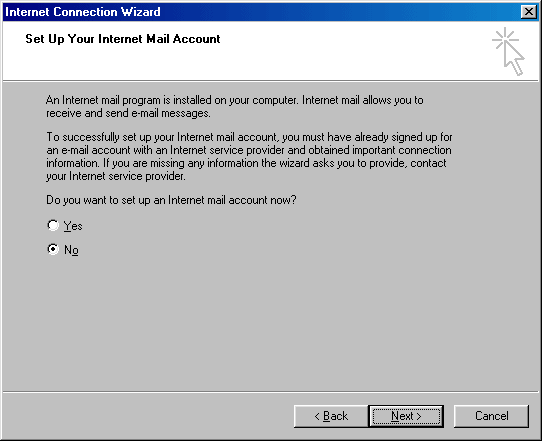 Internet Connection Wizard
Set Up Your Internet Mail Account
An Internet mail program is installed on your computer. Internet mail allows you to
receive and send e-mail messages.
To successfully set up your Internet mail account, you must have already signed up for
an e-mail account with an Internet service provider and obtained important connection
information. If you are missing any information the wizard asks you to provide, contact
your Internet service provider.
Do you want to set up an Internet mail account now?
Yes
No
< Back Next > Cancel